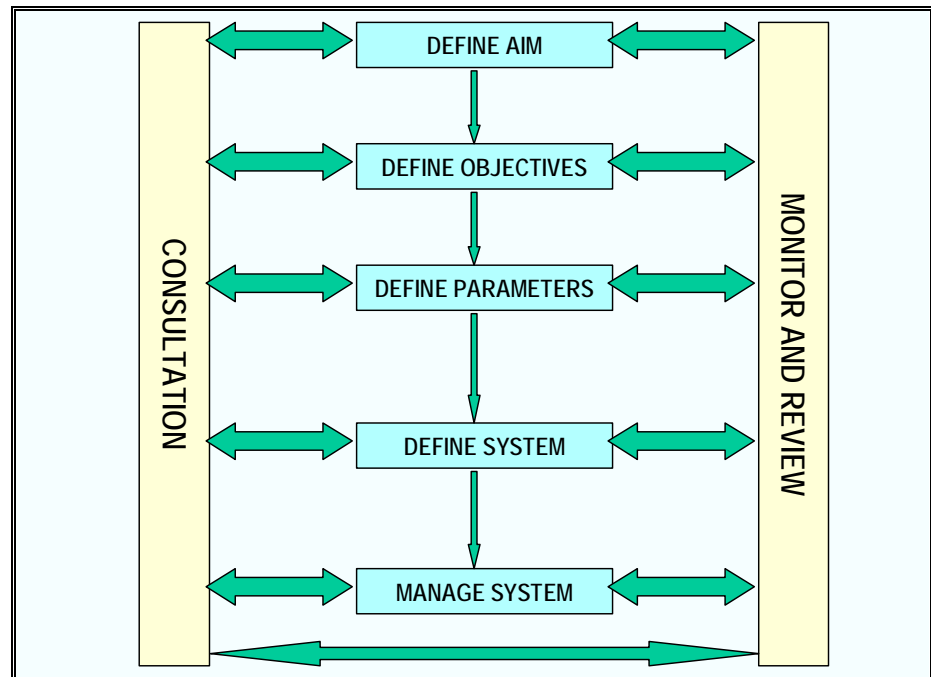 DEFINE AIM
DEFINE OBJECTIVES
DEFINE PARAMETERS
DEFINE SYSTEM
MANAGE SYSTEM
CONSULTATION
MONITOR AND REVIEW